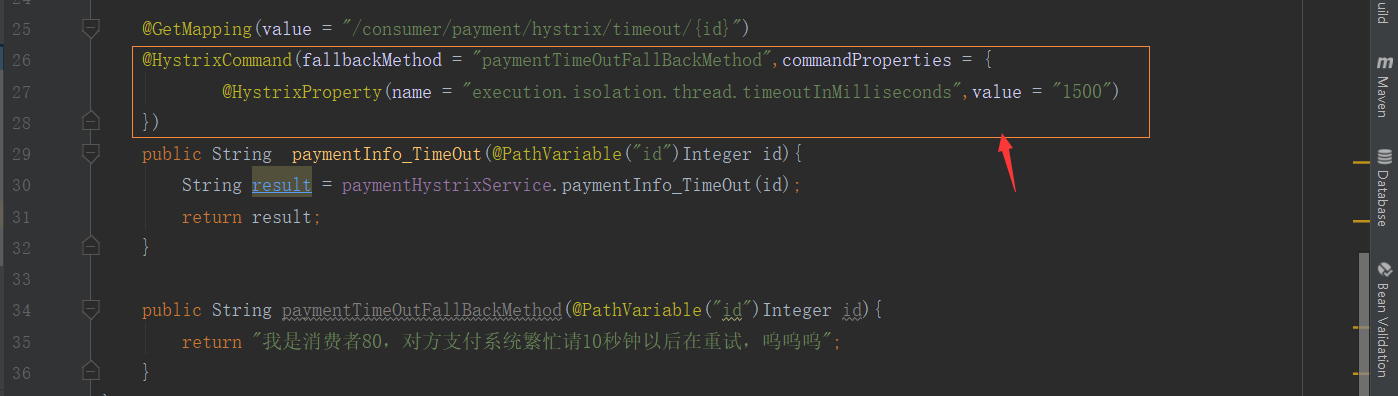 25 @GetMapping(value = "/consumer/payment/hystrix/timeout/{id}")
26 @HystrixCommand(fallbackMethod = "paymentTimeOutFallBackMethod",commandProperties = {
27 @HystrixProperty(name = "execution.isolation.thread.timeoutInMilliseconds",value = "1500")
28 })
29 public String  paymentInfo_TimeOut(@PathVariable("id")Integer id){
30 String result = paymentHystrixService.paymentInfo_TimeOut(id);
31 return result;
32 }
33
34 public String paymentTimeOutFallBackMethod(@PathVariable("id")Integer id){
35 return "我是消费者80，对方支付系统繁忙请10秒钟以后在重试，呜呜呜";
36 }
uild
Maven
Database
Bean Validation